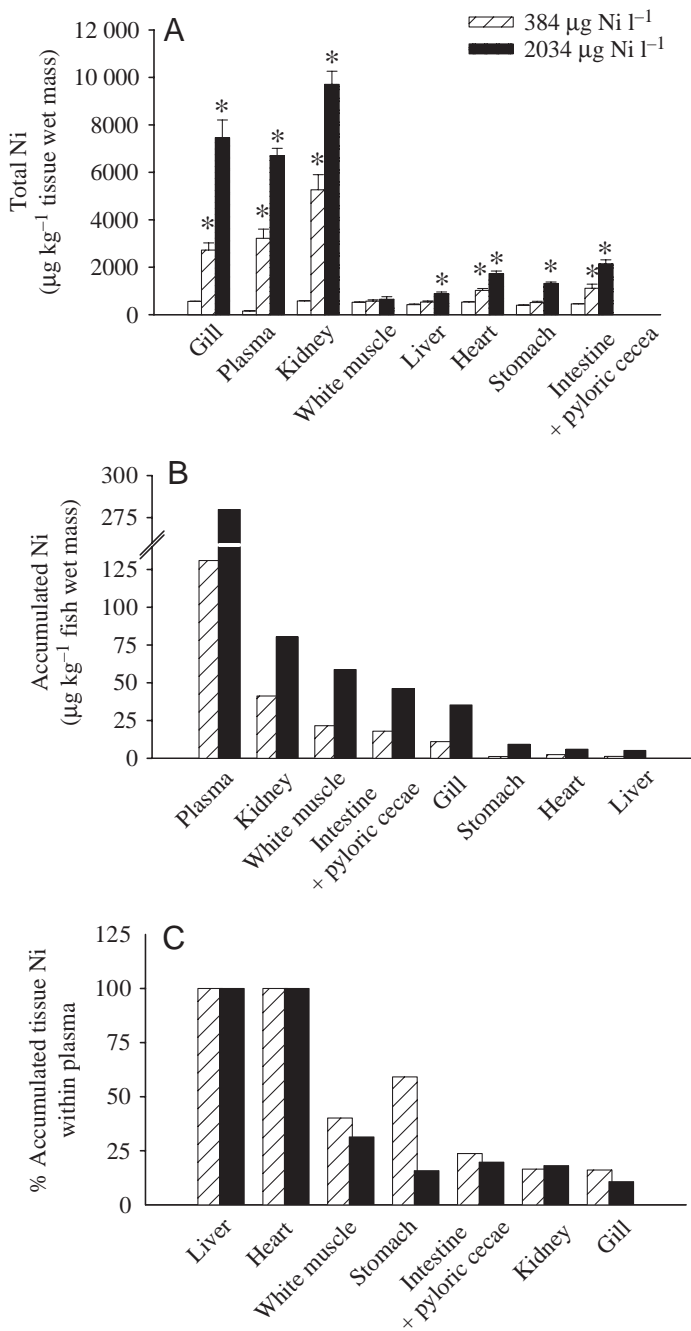 A
384 µg Ni l⁻¹
2034 µg Ni l⁻¹
Total Ni
(µg kg⁻¹ tissue wet mass)
12 000
10 000
8000
6000
4000
2000
0
Gill
Plasma
Kidney
White muscle
Liver
Heart
Stomach
Intestine
+ pyloric cecea
* * * * * * * * * * * *
B
Accumulated Ni
(µg kg⁻¹ fish wet mass)
300
275
125
75
50
25
0
Plasma
Kidney
White muscle
Intestine
+ pyloric cecae
Gill
Stomach
Heart
Liver
C
% Accumulated tissue Ni
within plasma
125
100
75
50
25
0
Liver
Heart
White muscle
Stomach
Intestine
+ pyloric cecae
Kidney
Gill